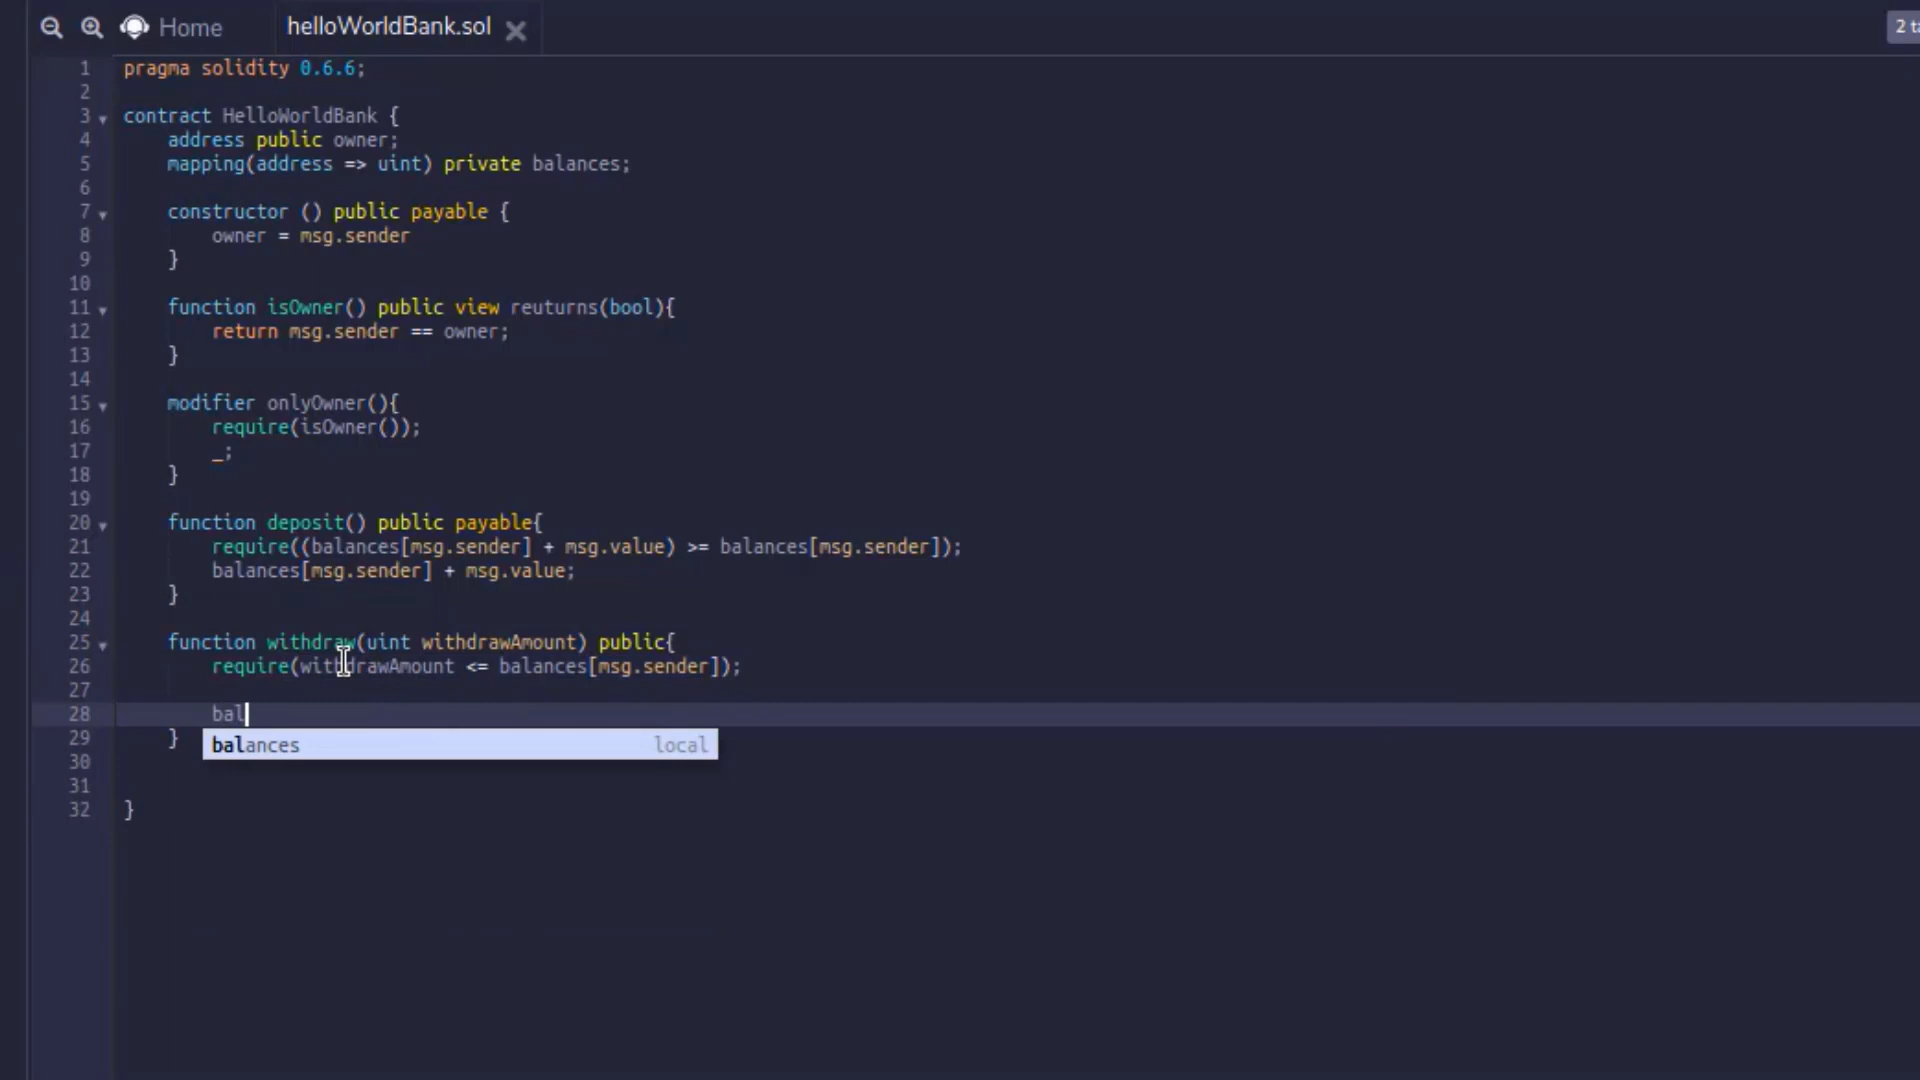 Home helloWorldBank.sol
1 pragma solidity 0.6.6;
2
3 contract HelloWorldBank {
4 address public owner;
5 mapping(address => uint) private balances;
6
7 constructor () public payable {
8 owner = msg.sender
9 }
10
11 function isOwner() public view reuturns(bool){
12 return msg.sender == owner;
13 }
14
15 modifier onlyOwner(){
16 require(isOwner());
17 _;
18 }
19
20 function deposit() public payable{
21 require((balances[msg.sender] + msg.value) >= balances[msg.sender]);
22 balances[msg.sender] + msg.value;
23 }
24
25 function withdraw(uint withdrawAmount) public{
26 require(withdrawAmount <= balances[msg.sender]);
27
28 bal
29 }
balances local
30
31
32 }